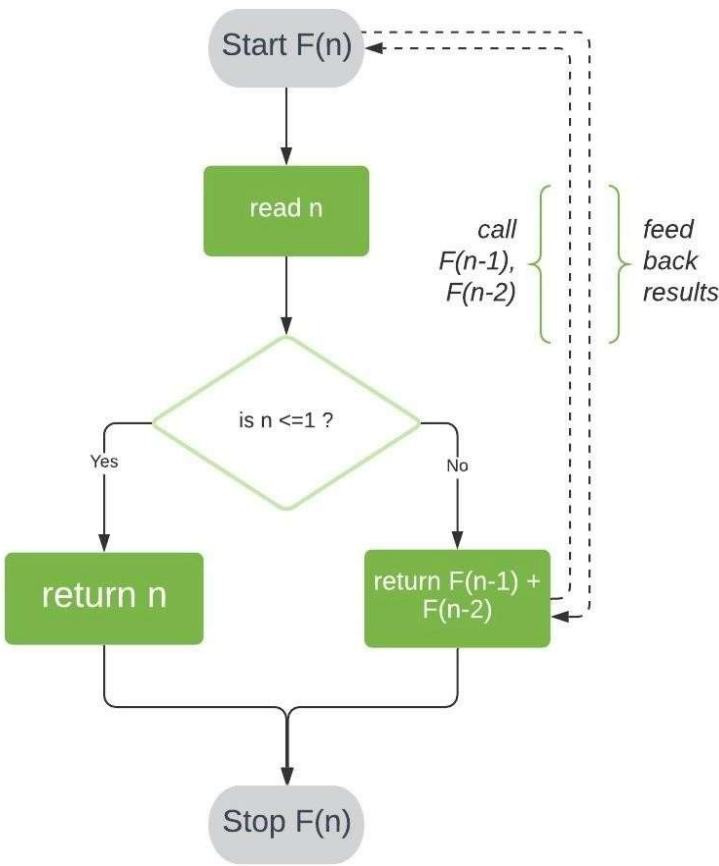 Start F(n)
read n
call
F(n-1),
F(n-2)
feed
back
results
is n <=1 ?
Yes
No
return n
return F(n-1) +
F(n-2)
Stop F(n)